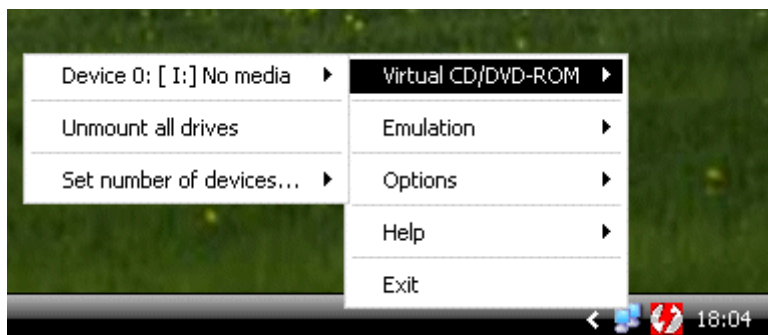 Device 0: [ I:] No media
Unmount all drives
Set number of devices...
Virtual CD/DVD-ROM
Emulation
Options
Help
Exit
18:04